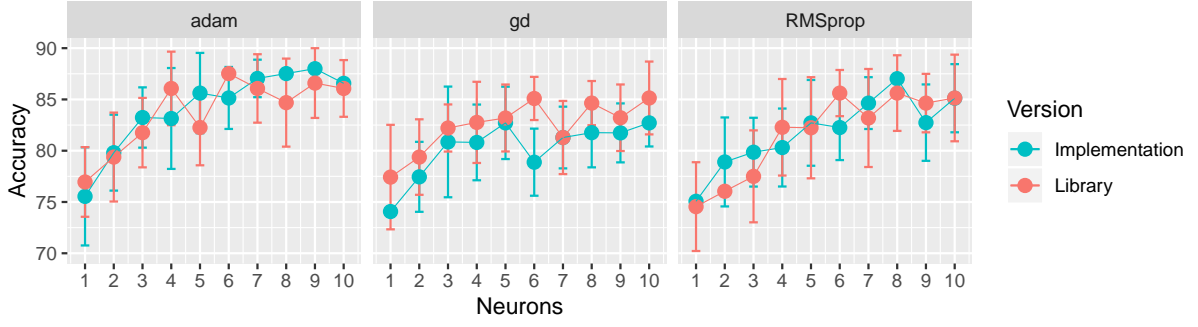 adam gd RMSprop
Accuracy
90
85
80
75
70
1 2 3 4 5 6 7 8 9 10 1 2 3 4 5 6 7 8 9 10 1 2 3 4 5 6 7 8 9 10
Neurons
Version
Implementation
Library